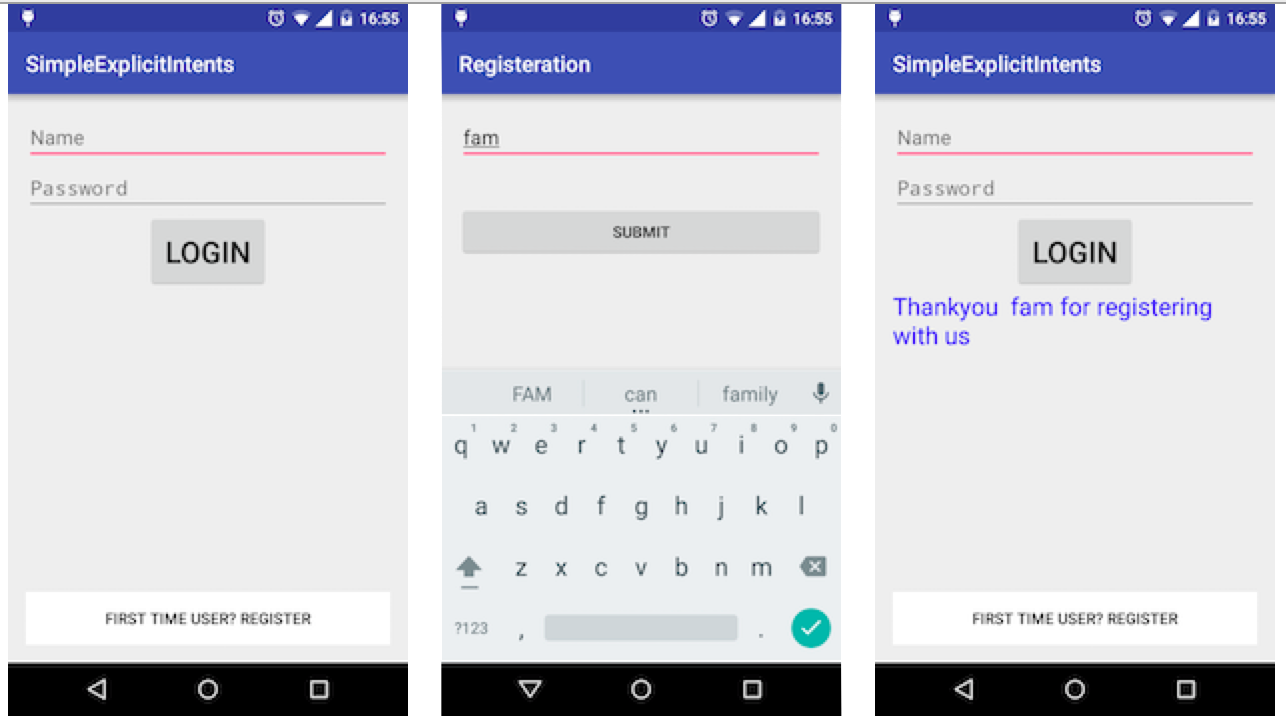 16:55
SimpleExplicitIntents
Name
Password
LOGIN
FIRST TIME USER? REGISTER
16:55
Registeration
fam
SUBMIT
FAM can family
1 2 3 4 5 6 7 8 9 0
q w e r t y u i o p
a s d f g h j k l
z x c v b n m
?123 , .
16:55
SimpleExplicitIntents
Name
Password
LOGIN
Thankyou  fam for registering
with us
FIRST TIME USER? REGISTER